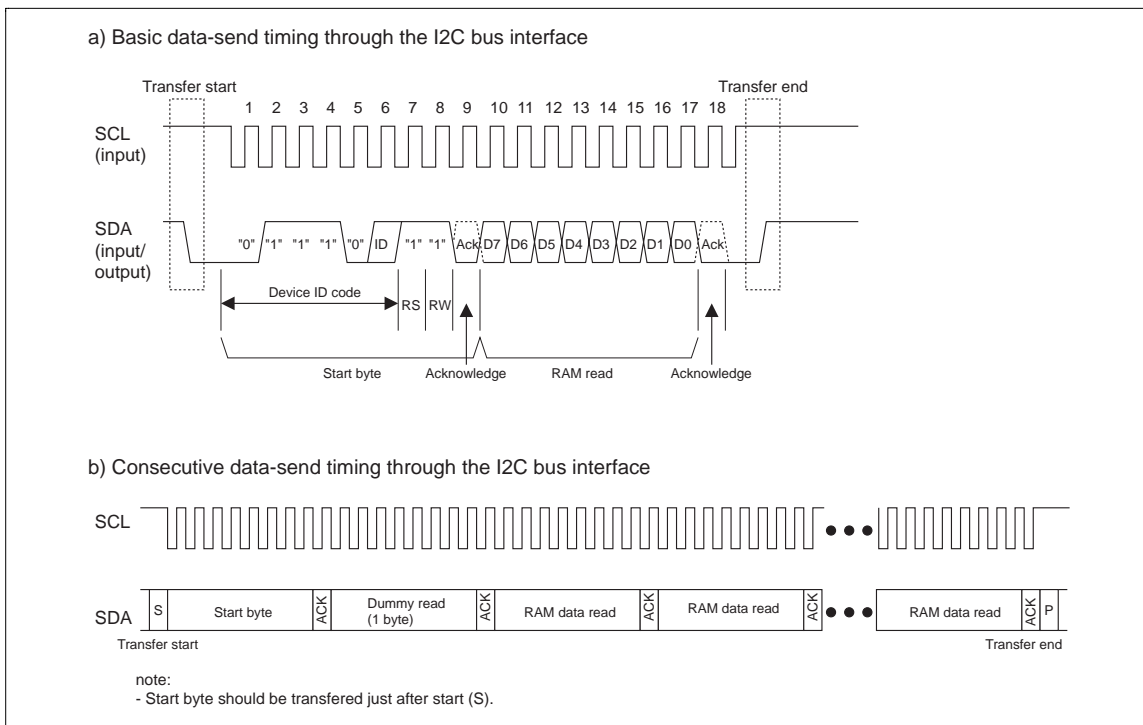 a) Basic data-send timing through the I2C bus interface
Transfer start
Transfer end
1 2 3 4 5 6 7 8 9 10 11 12 13 14 15 16 17 18
SCL
(input)
SDA
(input/
output)
"0" "1" "1" "1" "0" ID "1" "1" Ack D7 D6 D5 D4 D3 D2 D1 D0 Ack
Device ID code
RS RW
Start byte
Acknowledge
RAM read
Acknowledge
b) Consecutive data-send timing through the I2C bus interface
SCL
SDA
S
Start byte
ACK
Dummy read
(1 byte)
ACK
RAM data read
ACK
RAM data read
ACK
RAM data read
ACK
P
Transfer start
Transfer end
note:
- Start byte should be transfered just after start (S).